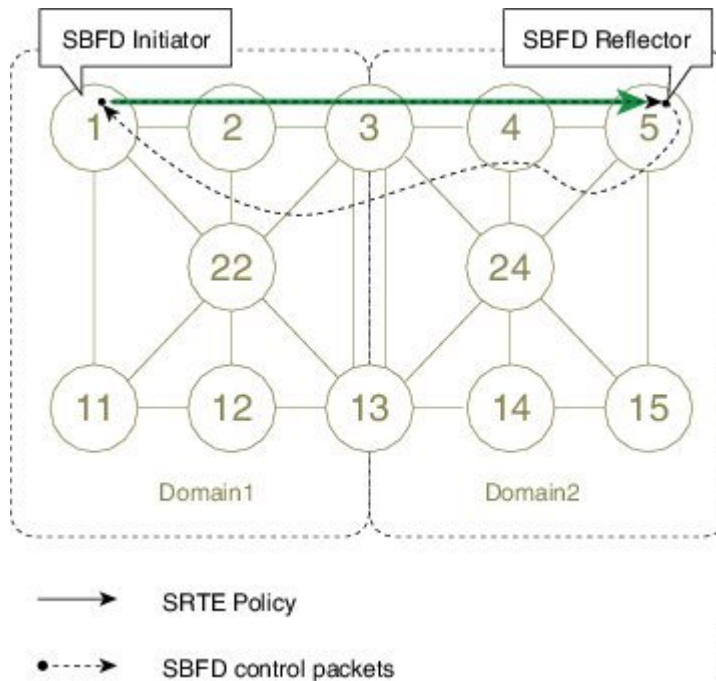 SBFD Initiator
SBFD Reflector
1
2
3
4
5
22
24
11
12
13
14
15
Domain1
Domain2
SRTE Policy
SBFD control packets